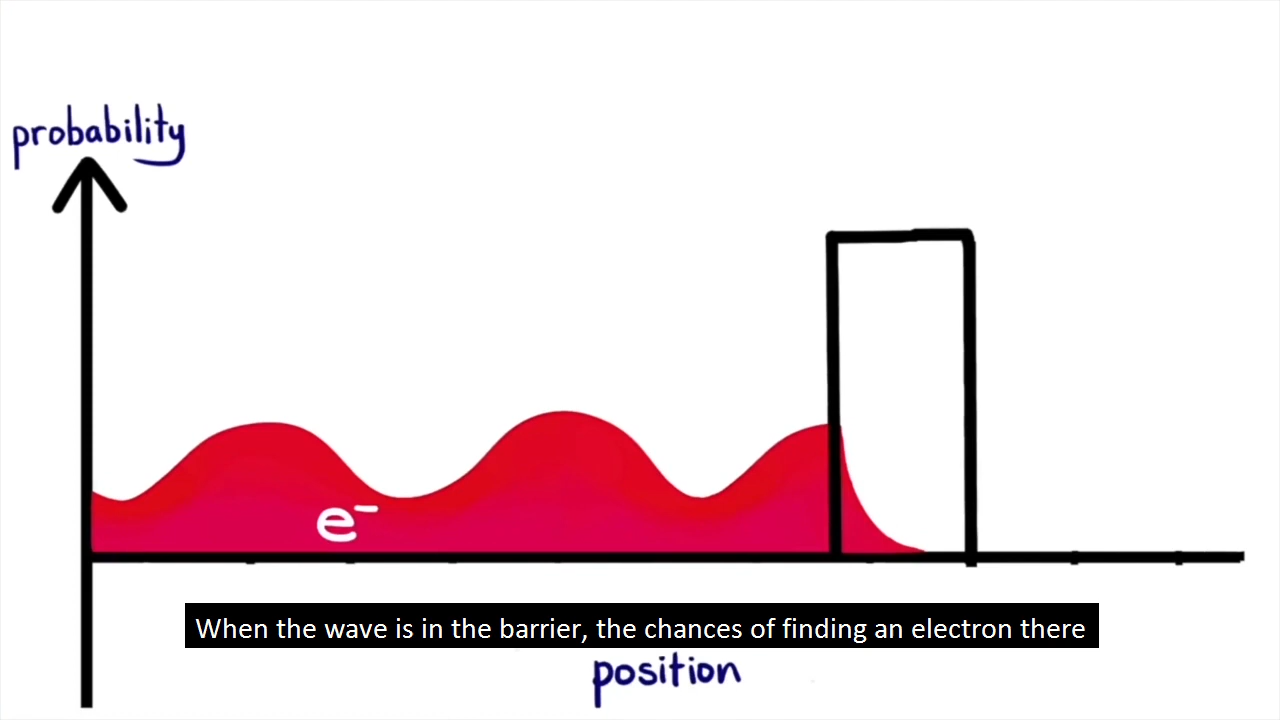 probability
e⁻
When the wave is in the barrier, the chances of finding an electron there
position